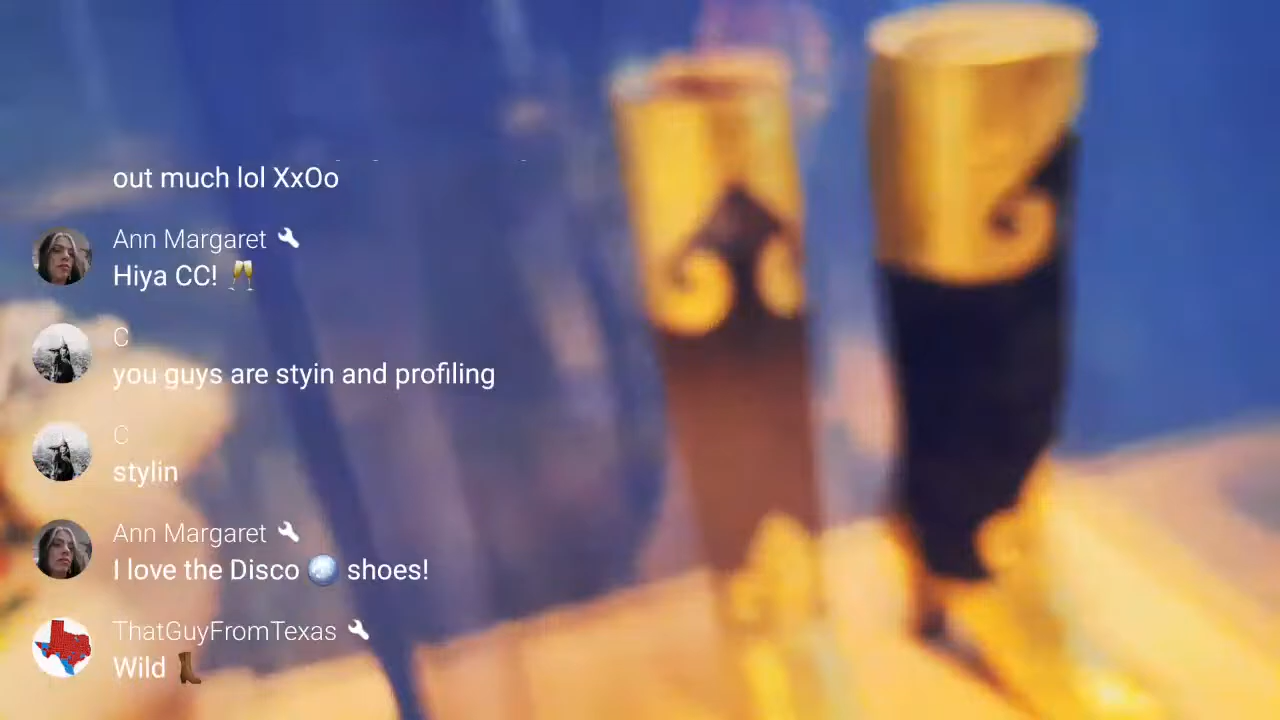 out much lol XxOo
Ann Margaret
Hiya CC! 🥂
C
you guys are styin and profiling
C
stylin
Ann Margaret
I love the Disco 🪩 shoes!
ThatGuyFromTexas
Wild 👢